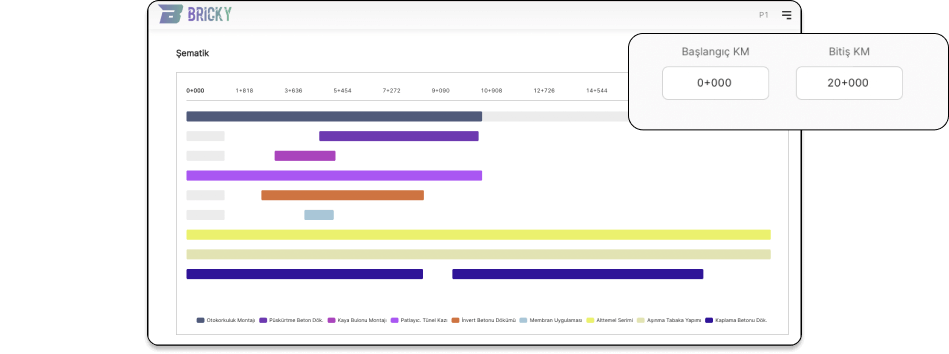 BRICKY
P1
Şematik
Başlangıç KM
Bitiş KM
0+000
20+000
0+000 1+818 3+636 5+454 7+272 9+090 10+908 12+726 14+544
Otokorkuluk Montajı Püskürtme Beton Dök. Kaya Bulonu Montajı Patlayıc. Tünel Kazı İnvert Betonu Dökümü Membran Uygulaması Alttemel Serimi Aşınma Tabaka Yapımı Kaplama Betonu Dök.